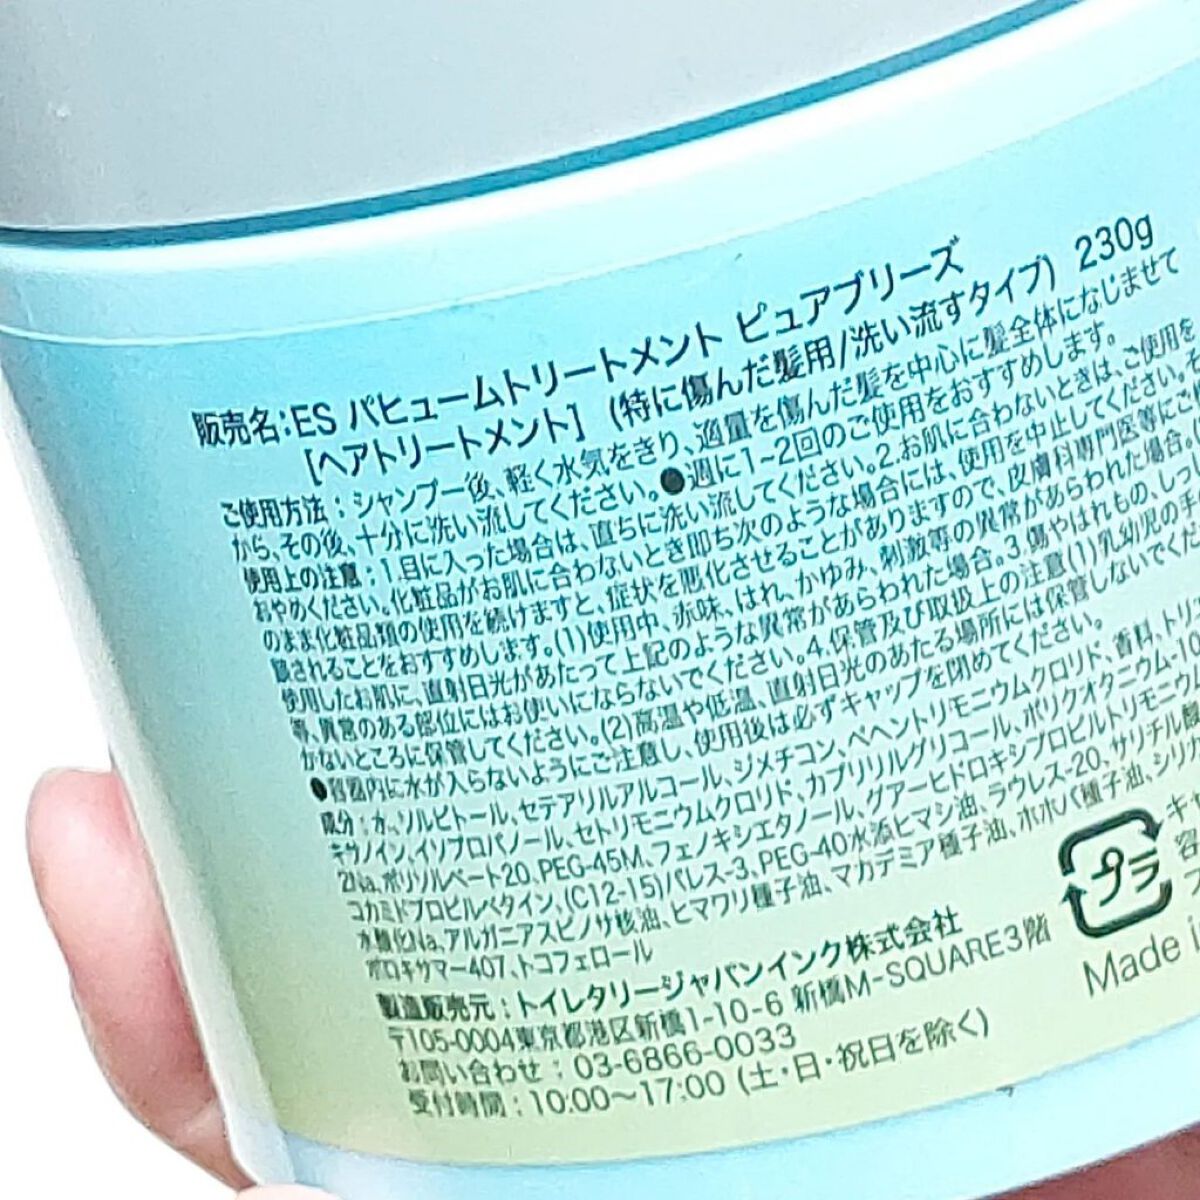 販売名:ES パヒュームトリートメント ピュアブリーズ
[ヘアトリートメント] (特に傷んだ髪用/洗い流すタイプ) 230g
ご使用方法:シャンプー後、軽く水気をきり、適量を傷んだ髪を中心に髪全体になじませて
から、その後、十分に洗い流してください。●週に1~2回のご使用をおすすめします。
使用上の注意:1.目に入った場合は、直ちに洗い流してください。2.お肌に合わないときは、ご使用を
おやめください。化粧品がお肌に合わないとき即ち次のような場合には、使用を中止してください。そ
のまま化粧品類の使用を続けますと、症状を悪化させることがありますので、皮膚科専門医等にご
談されることをおすすめします。(1)使用中、赤味、はれ、かゆみ、刺激等の異常があらわれた場合。
使用したお肌に、直射日光があたって上記のような異常があらわれた場合。3.傷やはれもの、しっ
等、異常のある部位にはお使いにならないでください。4.保管及び取扱上の注意(1)乳幼児の手
かないところに保管してください。(2)高温や低温、直射日光のあたる場所には保管しないでくだ
●容器内に水が入らないようにご注意し、使用後は必ずキャップを閉めてください。
成分:水、ソルビトール、セテアリルアルコール、ジメチコン、ベヘントリモニウムクロリド、香料、トリ
キサノイン、イソプロパノール、セトリモニウムクロリド、カプリリルグリコール、ポリクオタニウム-10
2Na、ポリソルベート20、PEG-45M、フェノキシエタノール、グアーヒドロキシプロピルトリモニウム
コカミドプロピルベタイン、(C12-15)パレス-3、PEG-40水添ヒマシ油、ラウレス-20、サリチル酸
水酸化Na、アルガニアスピノサ核油、ヒマワリ種子油、マカデミア種子油、ホホバ種子油、シリカ
ポロキサマー407、トコフェロール
製造販売元:トイレタリージャパンインク株式会社
〒105-0004東京都港区新橋1-10-6 新橋M-SQUARE3階
お問い合わせ:03-6866-0033
受付時間:10:00~17:00 (土・日・祝日を除く)
プラ
Made